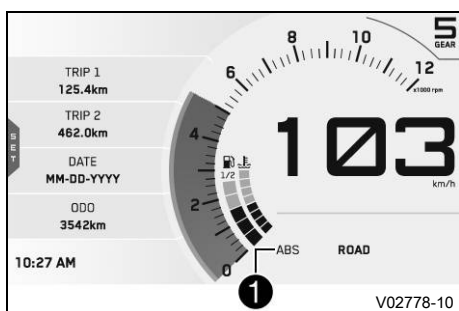 TRIP 1
125.4km
TRIP 2
462.0km
SET
DATE
MM-DD-YYYY
ODO
3542km
10:27 AM
0
2
4
6
8
10
12
x1000 rpm
1/2
5
GEAR
103
km/h
ABS
ROAD
1
V02778-10